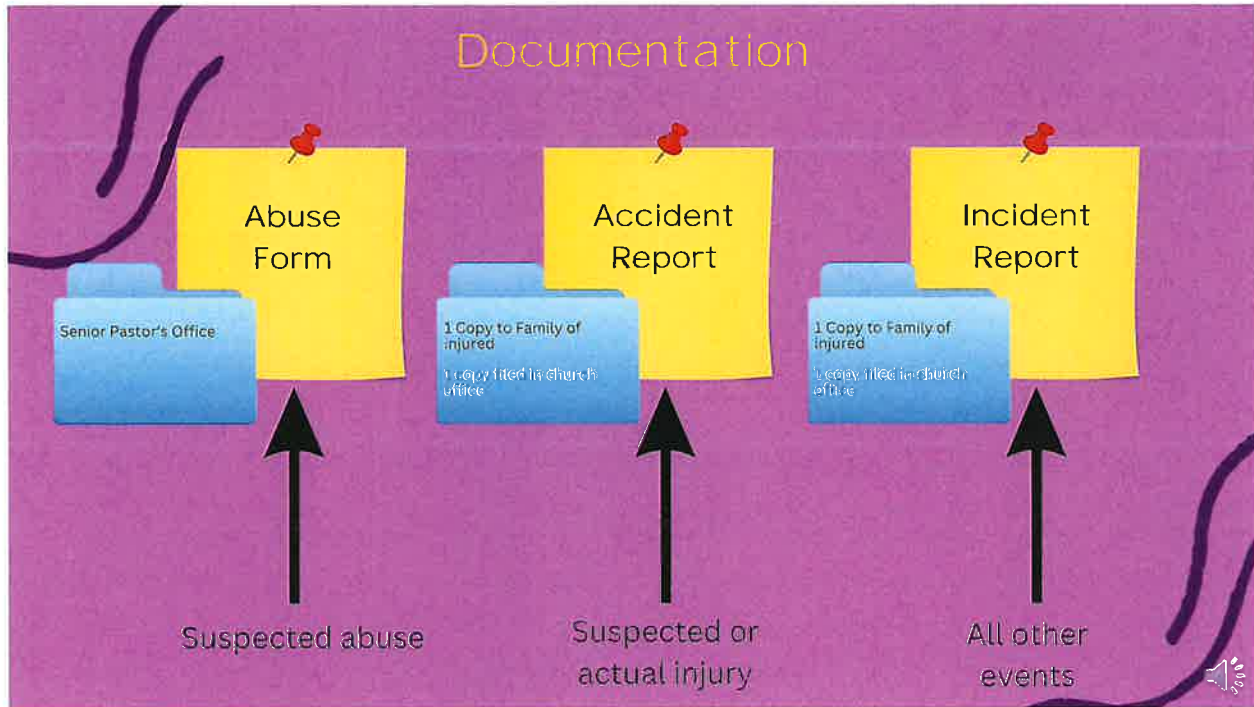 Documentation
Abuse
Form
Senior Pastor's Office
Suspected abuse
Accident
Report
1 Copy to Family of
injured
1 copy filed in church
office
Suspected or
actual injury
Incident
Report
1 Copy to Family of
injured
1 copy filed in church
office
All other
events